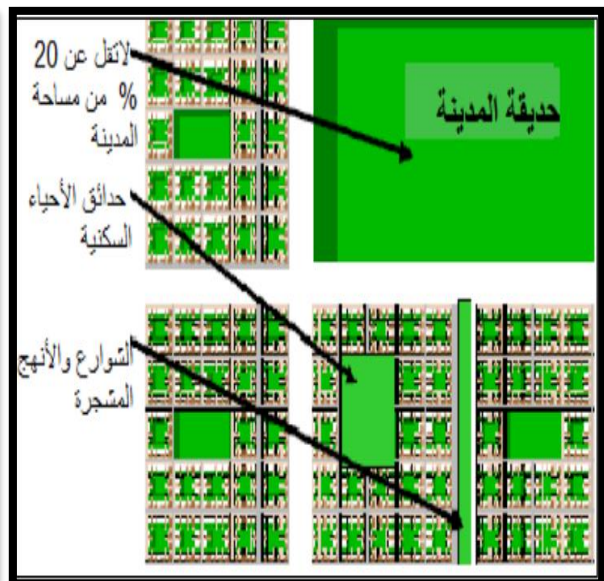 لاتقل عن 20
% من مساحة
المدينة
حديقة المدينة
حدائق الأحياء
السكنية
الشوارع والأنهج
المشجرة